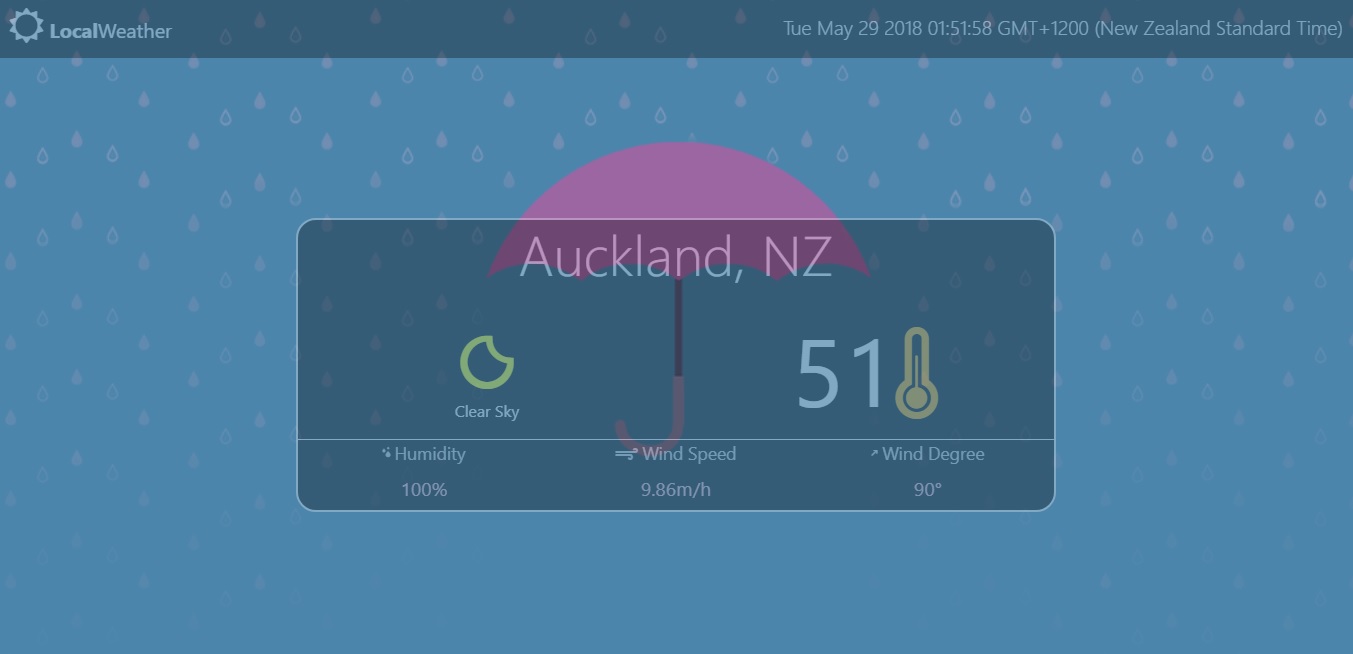 LocalWeather
Tue May 29 2018 01:51:58 GMT+1200 (New Zealand Standard Time)
Auckland, NZ
51
Clear Sky
Humidity
Wind Speed
Wind Degree
100%
9.86m/h
90°